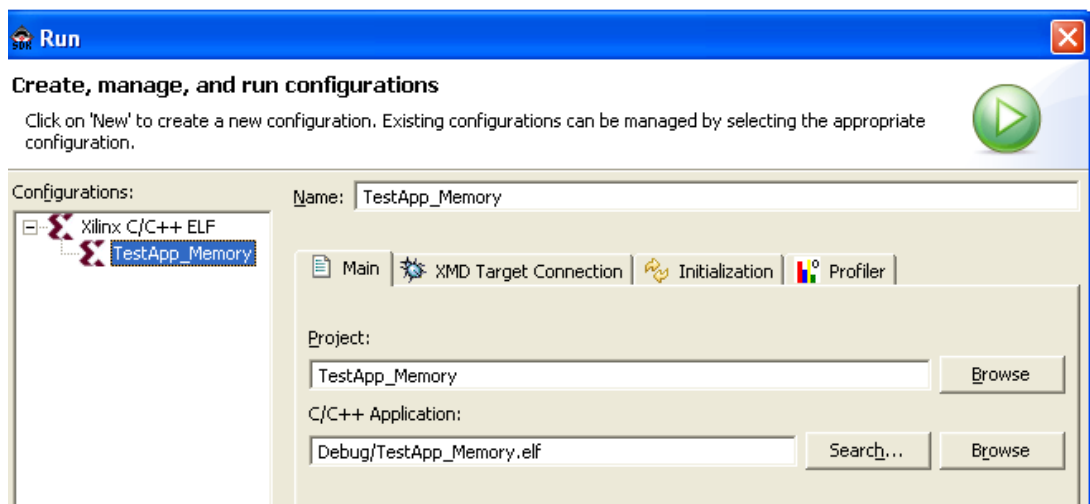 SDK Run
Create, manage, and run configurations
Click on 'New' to create a new configuration. Existing configurations can be managed by selecting the appropriate
configuration.
Configurations:
Xilinx C/C++ ELF
TestApp_Memory
Name: TestApp_Memory
Main XMD Target Connection Initialization Profiler
Project:
TestApp_Memory Browse
C/C++ Application:
Debug/TestApp_Memory.elf Search... Browse